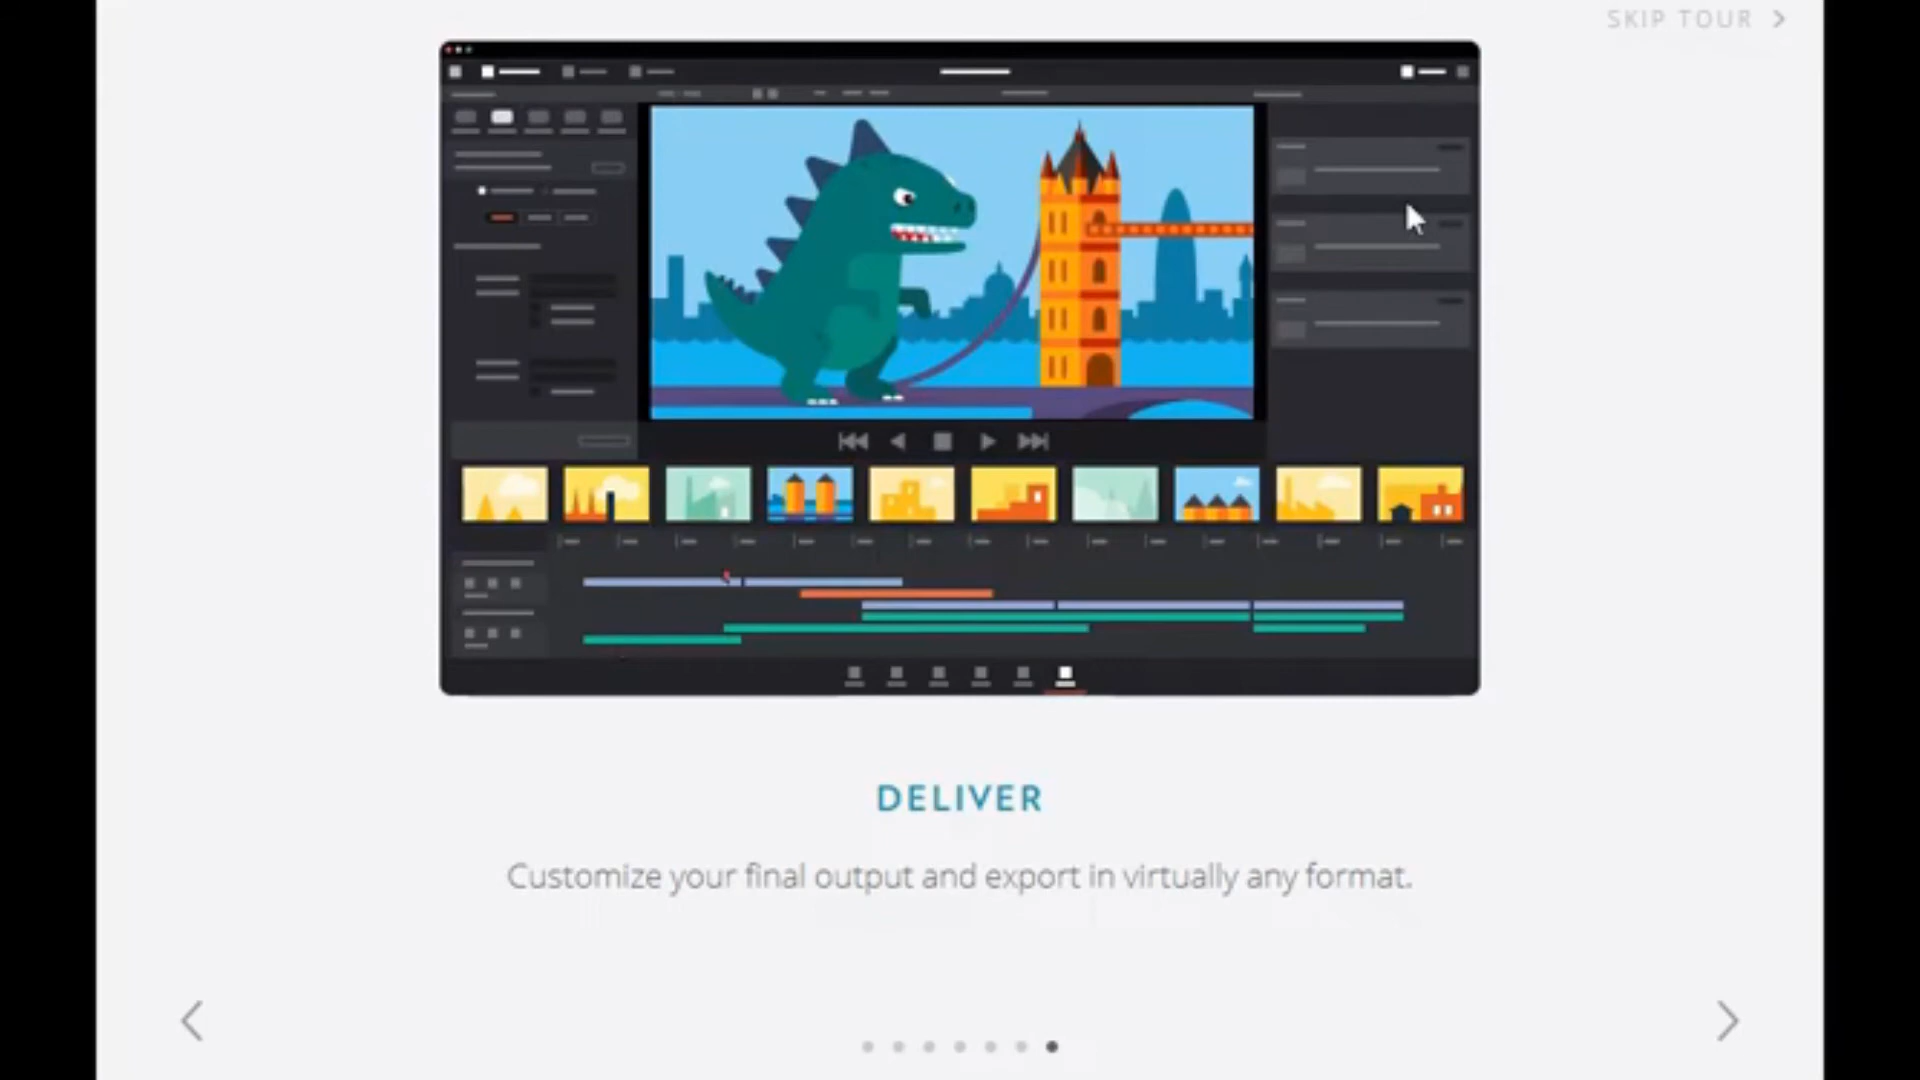 SKIP TOUR
DELIVER
Customize your final output and export in virtually any format.